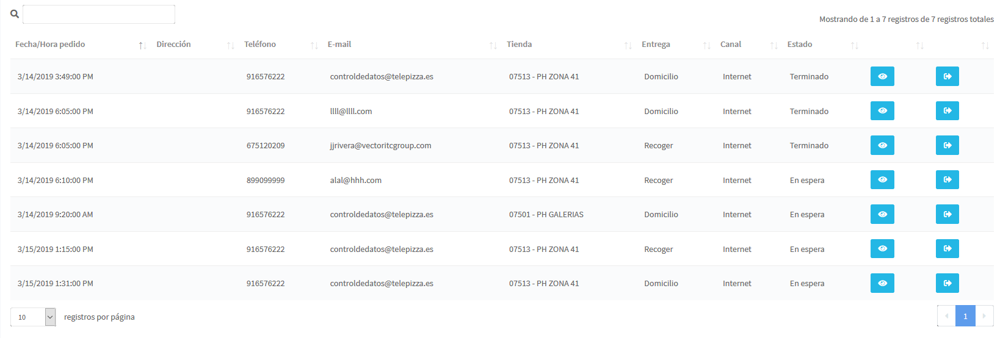 Mostrando de 1 a 7 registros de 7 registros totales
Fecha/Hora pedido Dirección Teléfono E-mail Tienda Entrega Canal Estado
3/14/2019 3:49:00 PM 916576222 controldedatos@telepizza.es 07513 - PH ZONA 41 Domicilio Internet Terminado
3/14/2019 6:05:00 PM 916576222 llll@llll.com 07513 - PH ZONA 41 Domicilio Internet Terminado
3/14/2019 6:05:00 PM 675120209 jjrivera@vectoritcgroup.com 07513 - PH ZONA 41 Recoger Internet Terminado
3/14/2019 6:10:00 PM 899099999 alal@hhh.com 07513 - PH ZONA 41 Recoger Internet En espera
3/14/2019 9:20:00 AM 916576222 controldedatos@telepizza.es 07501 - PH GALERIAS Domicilio Internet En espera
3/15/2019 1:15:00 PM 916576222 controldedatos@telepizza.es 07513 - PH ZONA 41 Recoger Internet En espera
3/15/2019 1:31:00 PM 916576222 controldedatos@telepizza.es 07513 - PH ZONA 41 Domicilio Internet En espera
10 registros por página 1